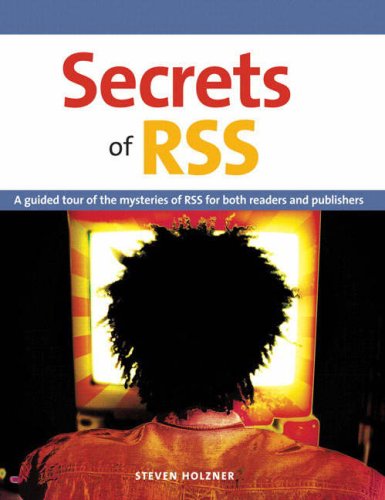 Secrets
of RSS
A guided tour of the mysteries of RSS for both readers and publishers
STEVEN HOLZNER